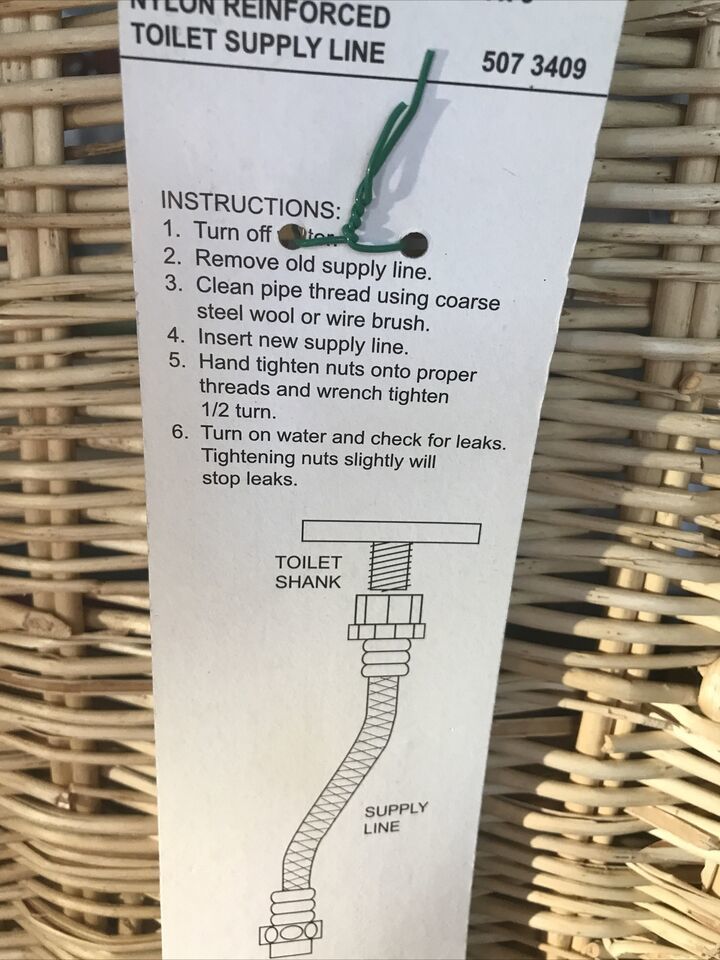 NYLON REINFORCED
TOILET SUPPLY LINE 507 3409
INSTRUCTIONS:
1. Turn off
2. Remove old supply line.
3. Clean pipe thread using coarse
steel wool or wire brush.
4. Insert new supply line.
5. Hand tighten nuts onto proper
threads and wrench tighten
1/2 turn.
6. Turn on water and check for leaks.
Tightening nuts slightly will
stop leaks.
TOILET
SHANK
SUPPLY
LINE